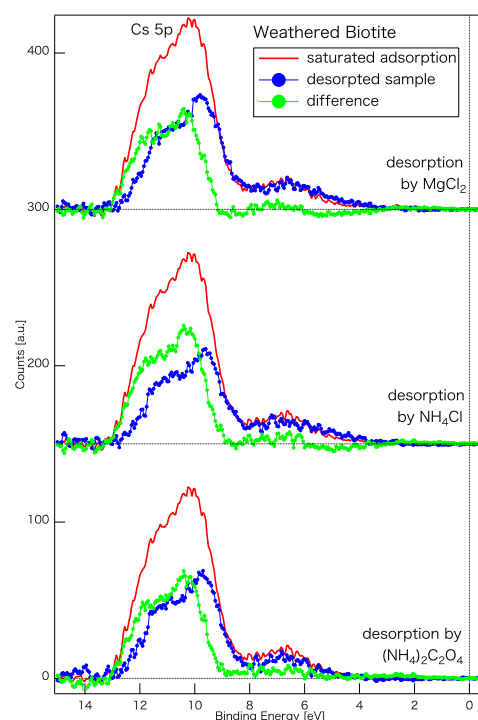 Cs 5p
Weathered Biotite
saturated adsorption
desorpted sample
difference
400
desorption
by MgCl2
300
Counts [a.u.]
200
desorption
by NH4Cl
100
desorption by
(NH4)2C2O4
0
14 12 10 8 6 4 2 0
Binding Energy [eV]